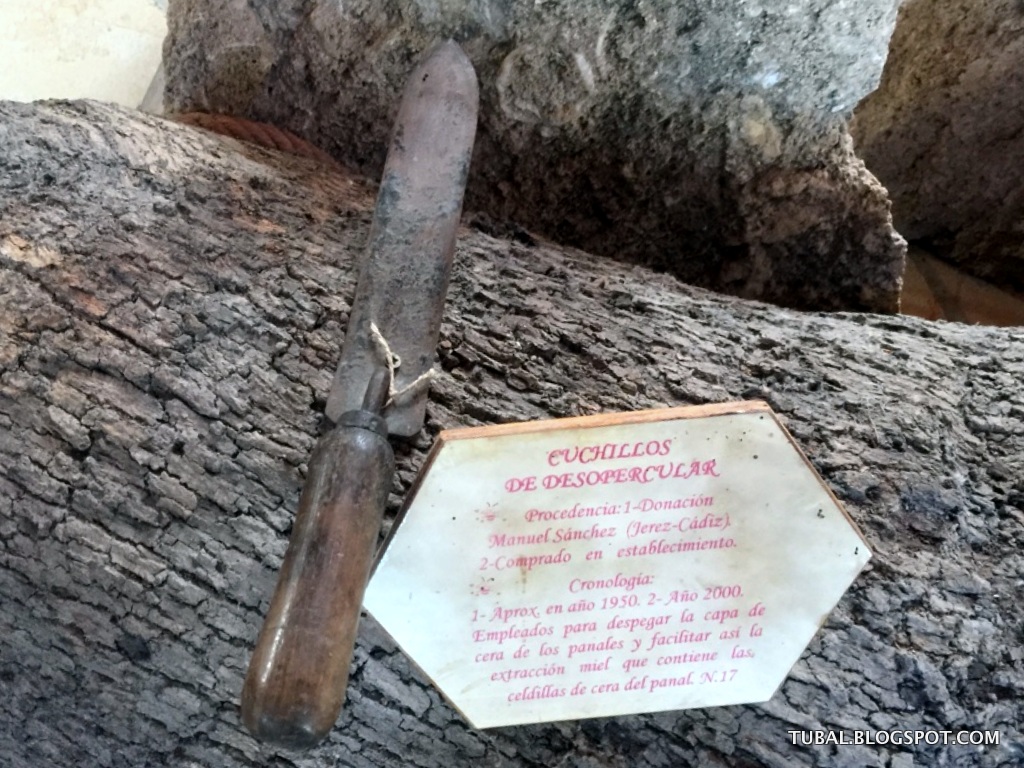 CUCHILLOS
DE DESOPERCULAR
Procedencia: 1-Donación
Manuel Sánchez (Jerez-Cádiz).
2-Comprado en establecimiento.
Cronología:
1- Aprox. en año 1950. 2- Año 2000.
Empleados para despegar la capa de
cera de los panales y facilitar así la
extracción miel que contiene las
celdillas de cera del panal. N.17
TUBAL.BLOGSPOT.COM